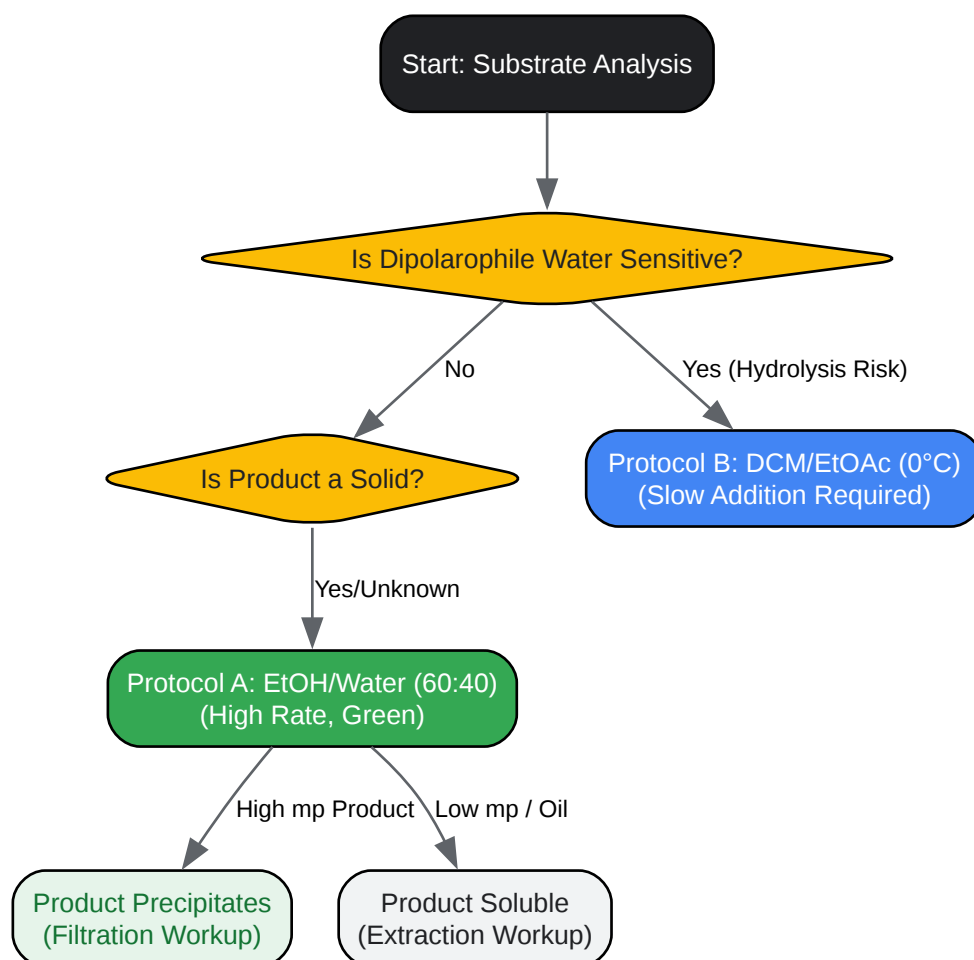 Start: Substrate Analysis
Is Dipolarophile Water Sensitive?
No
Yes (Hydrolysis Risk)
Is Product a Solid?
Protocol B: DCM/EtOAc (0°C)
(Slow Addition Required)
Yes/Unknown
Protocol A: EtOH/Water (60:40)
(High Rate, Green)
High mp Product
Low mp / Oil
Product Precipitates
(Filtration Workup)
Product Soluble
(Extraction Workup)